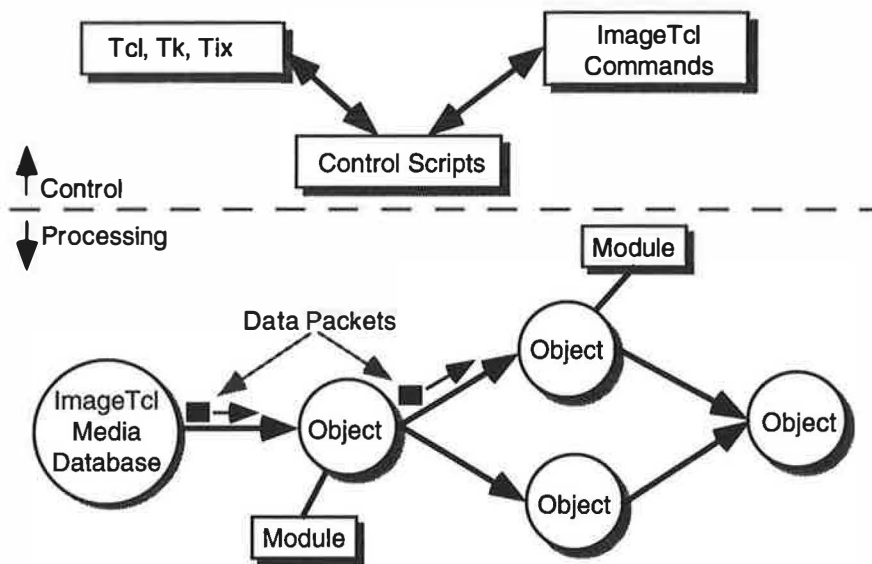 Tcl, Tk, Tix
ImageTcl
Commands
Control Scripts
Control
Processing
Module
Data Packets
Object
ImageTcl
Media
Database
Object
Object
Object
Module